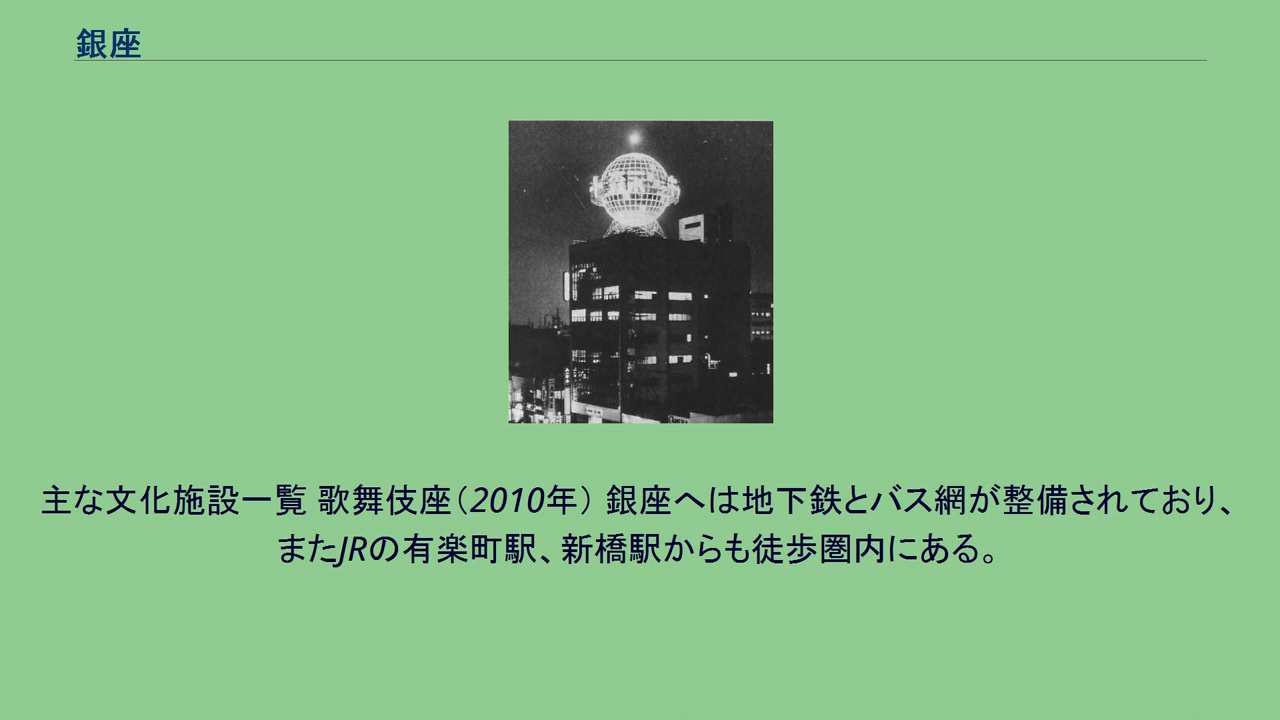 銀座
主な文化施設一覧 歌舞伎座（2010年） 銀座へは地下鉄とバス網が整備されており、
またJRの有楽町駅、新橋駅からも徒歩圏内にある。